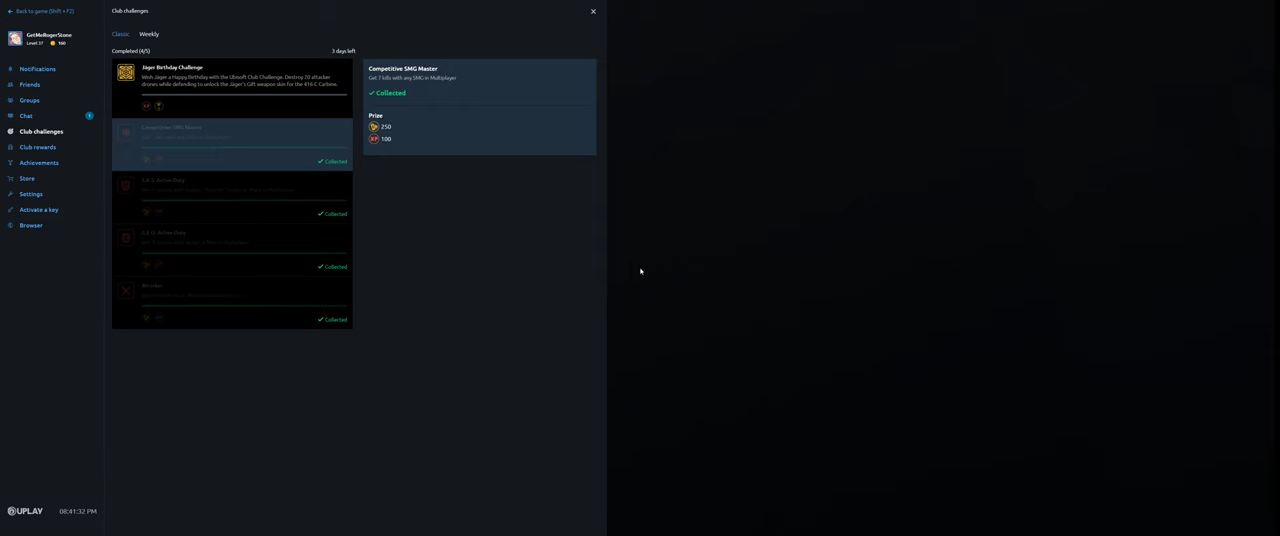 Back to game (Shift + F2)
GetMeRogerStone
Level 37 160
Notifications
Friends
Groups
Chat
Club challenges
Club rewards
Achievements
Store
Settings
Activate a key
Browser
UPLAY 08:41:32 PM
Club challenges
Classic Weekly
Completed (4/5) 3 days left
Jäger Birthday Challenge
Wish Jäger a Happy Birthday with the Ubisoft Club Challenge. Destroy 20 attacker
drones while defending to unlock the Jäger's Gift weapon skin for the 416-C Carbine.
XP
Competitive SMG Master
Collected
Collected
Collected
Collected
Competitive SMG Master
Get 7 kills with any SMG in Multiplayer
Collected
Prize
250
XP 100